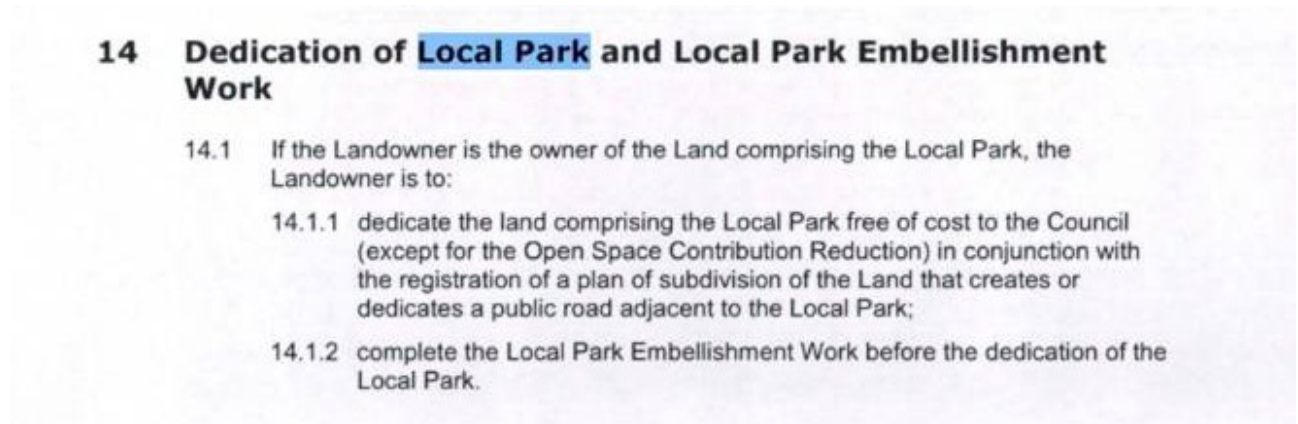 14 Dedication of Local Park and Local Park Embellishment
Work
14.1 If the Landowner is the owner of the Land comprising the Local Park, the
Landowner is to:
14.1.1 dedicate the land comprising the Local Park free of cost to the Council
(except for the Open Space Contribution Reduction) in conjunction with
the registration of a plan of subdivision of the Land that creates or
dedicates a public road adjacent to the Local Park;
14.1.2 complete the Local Park Embellishment Work before the dedication of the
Local Park.